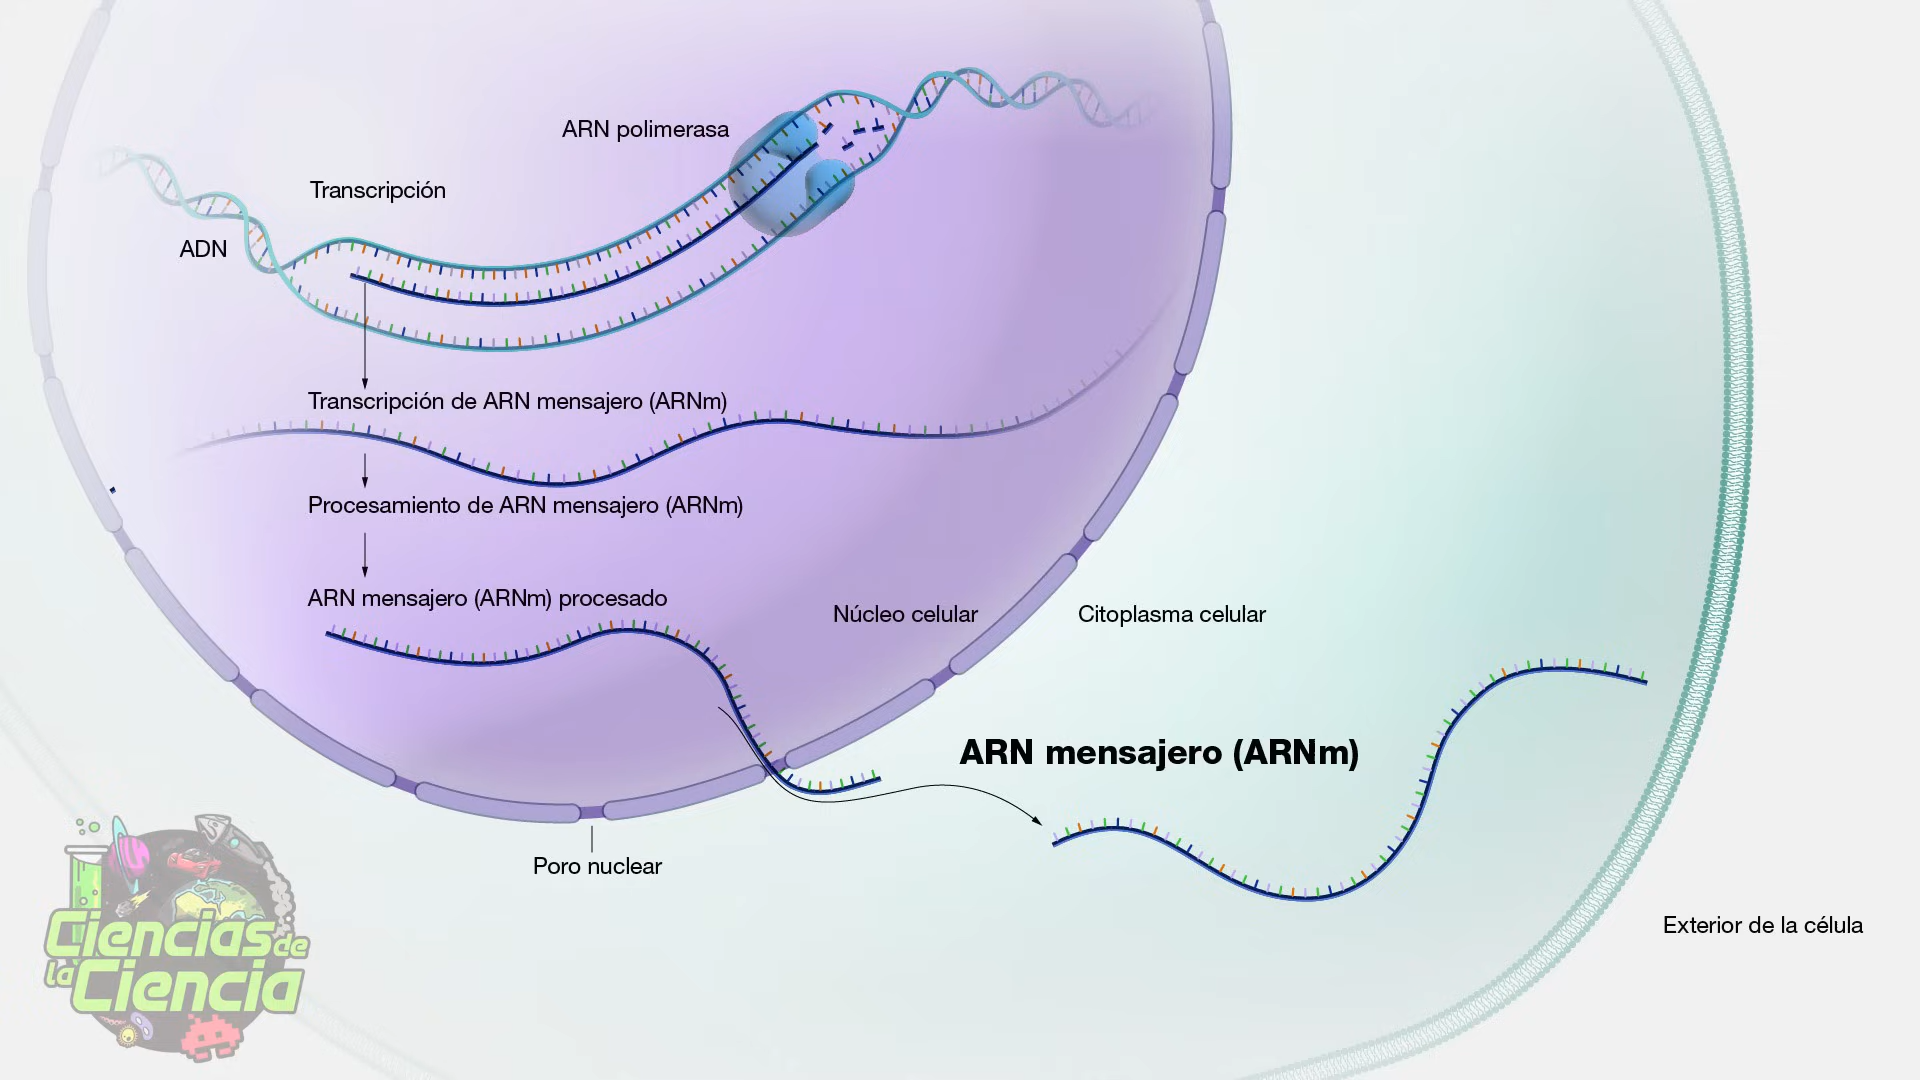 ARN polimerasa
Transcripción
ADN
Transcripción de ARN mensajero (ARNm)
Procesamiento de ARN mensajero (ARNm)
ARN mensajero (ARNm) procesado
Núcleo celular
Citoplasma celular
ARN mensajero (ARNm)
Poro nuclear
Exterior de la célula
Ciencias de
la Ciencia